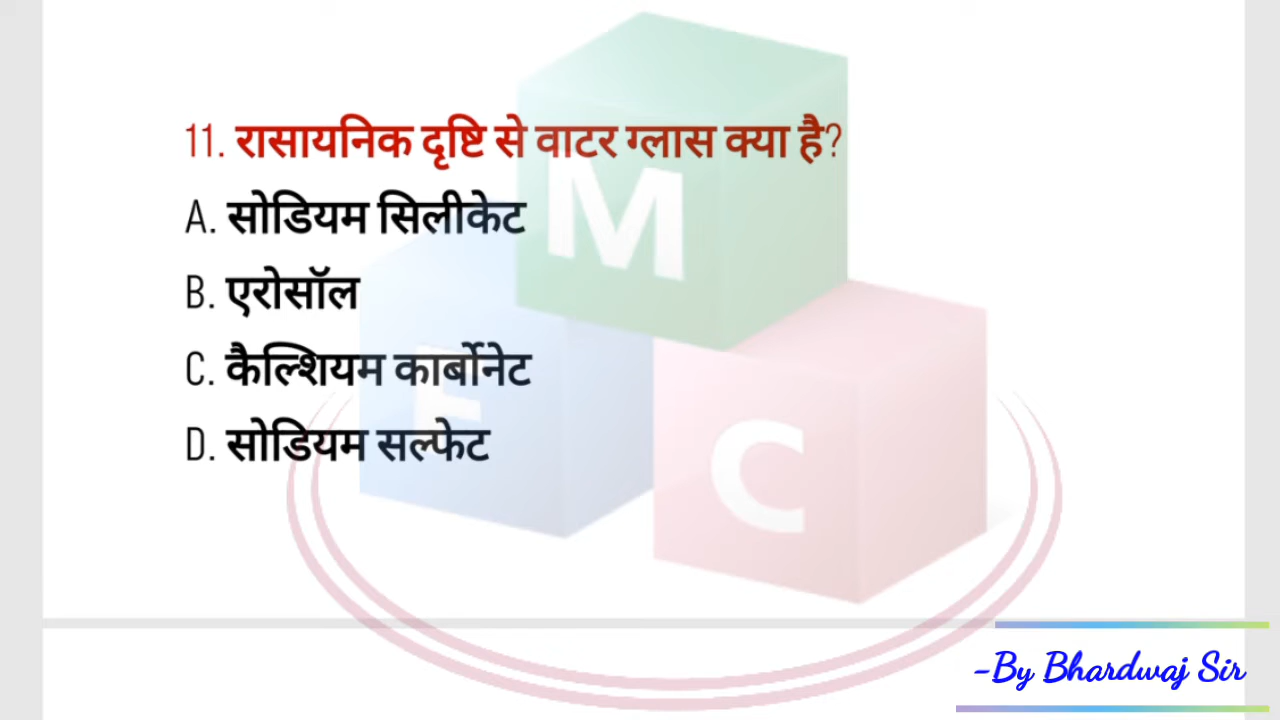 11. रासायनिक दृष्टि से वाटर ग्लास क्या है?
A. सोडियम सिलीकेट
B. एरोसॉल
C. कैल्शियम कार्बोनेट
D. सोडियम सल्फेट
M
E
C
-By Bhardwaj Sir